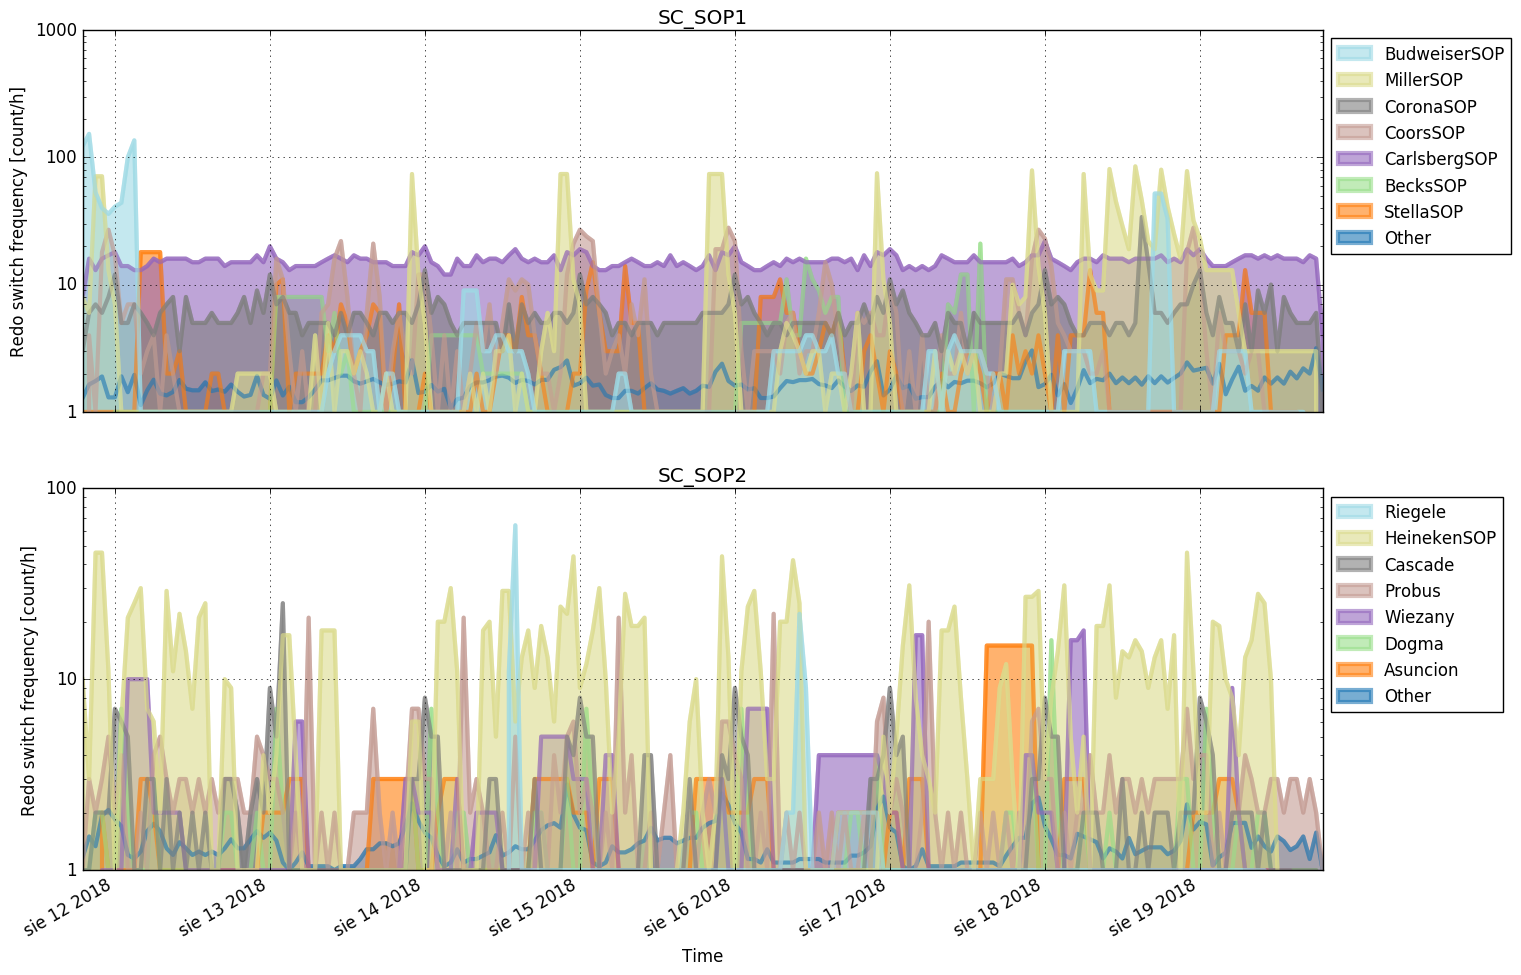 SC_SOP1
Redo switch frequency [count/h]
1000
100
10
1
BudweiserSOP
MillerSOP
CoronaSOP
CoorsSOP
CarlsbergSOP
BecksSOP
StellaSOP
Other
SC_SOP2
Redo switch frequency [count/h]
100
10
1
Riegele
HeinekenSOP
Cascade
Probus
Wiezany
Dogma
Asuncion
Other
sie 12 2018
sie 13 2018
sie 14 2018
sie 15 2018
sie 16 2018
sie 17 2018
sie 18 2018
sie 19 2018
Time